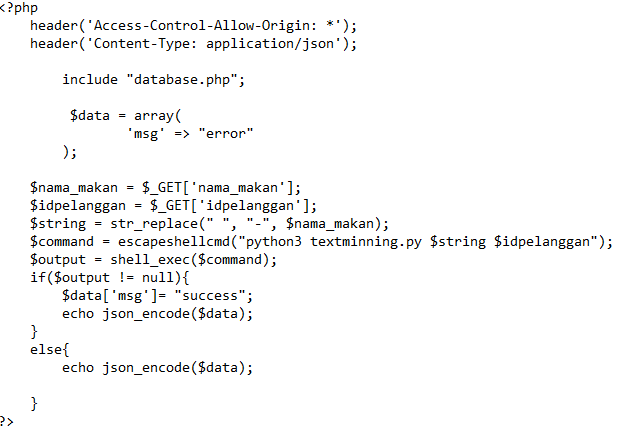 <?php
header('Access-Control-Allow-Origin: *');
header('Content-Type: application/json');
include "database.php";
$data = array(
'msg' => "error"
);
$nama_makan = $_GET['nama_makan'];
$idpelanggan = $_GET['idpelanggan'];
$string = str_replace(" ", "-", $nama_makan);
$command = escapeshellcmd("python3 textminning.py $string $idpelanggan");
$output = shell_exec($command);
if($output != null){
$data['msg']= "success";
echo json_encode($data);
}
else{
echo json_encode($data);
}
?>